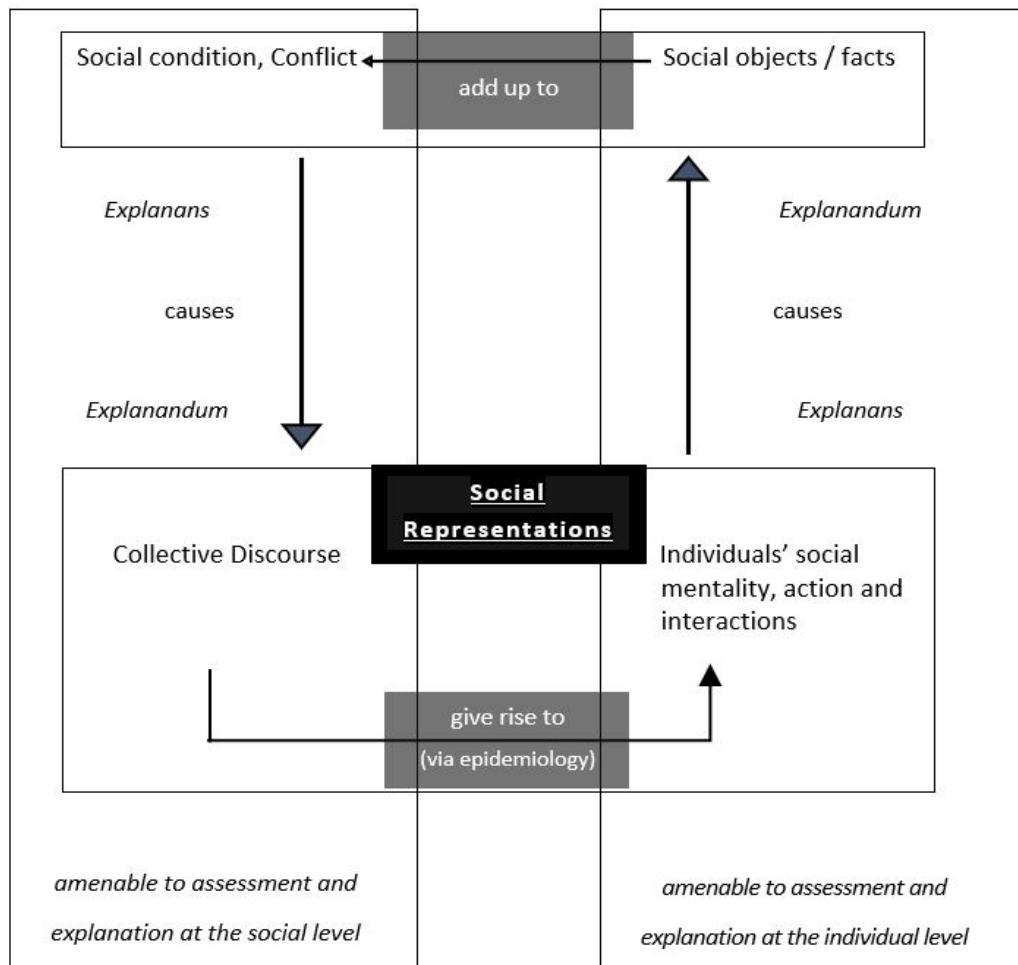 Social condition, Conflict
Social objects / facts
add up to
Explanans
Explanandum
causes
causes
Explanandum
Explanans
Social
Representations
Collective Discourse
Individuals’ social
mentality, action and
interactions
give rise to
(via epidemiology)
amenable to assessment and
explanation at the social level
amenable to assessment and
explanation at the individual level